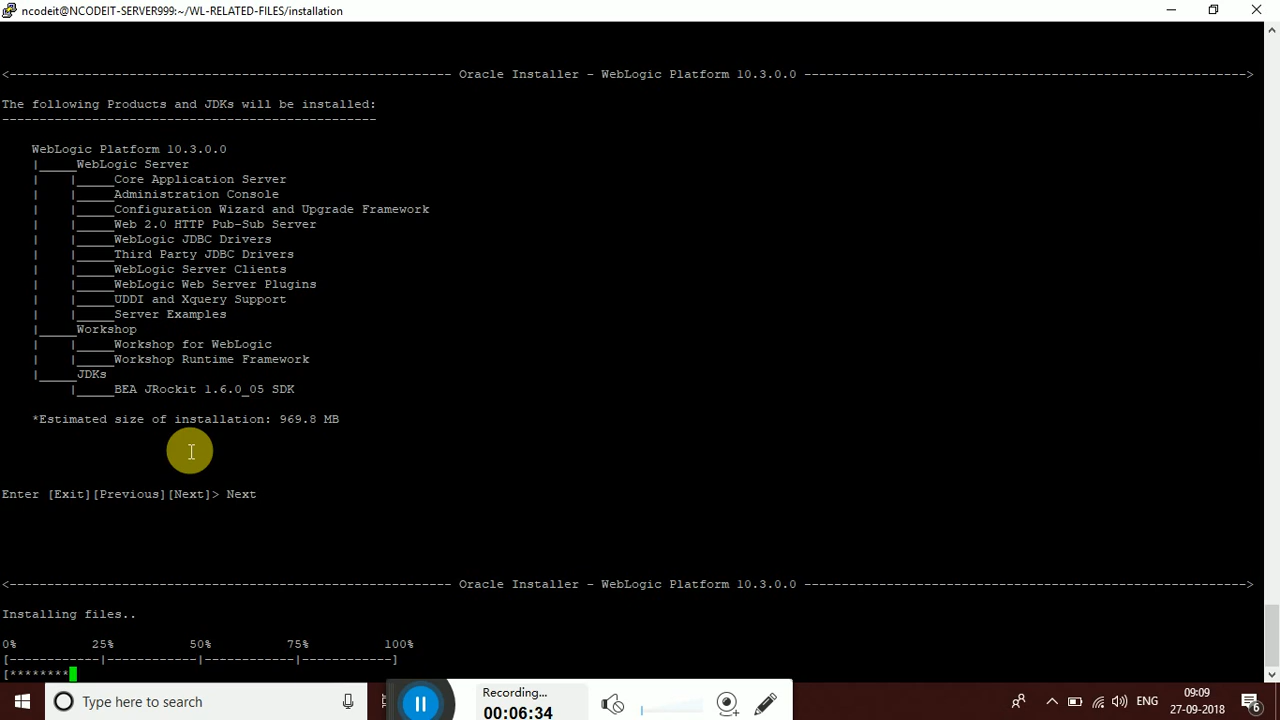 ncodeit@NCODEIT-SERVER999:~/WL-RELATED-FILES/installation
<----------------------------------------------------------- Oracle Installer - WebLogic Platform 10.3.0.0 ----------------------------------------------------------->
The following Products and JDKs will be installed:
--------------------------------------------------
WebLogic Platform 10.3.0.0
|_____WebLogic Server
|    |_____Core Application Server
|    |_____Administration Console
|    |_____Configuration Wizard and Upgrade Framework
|    |_____Web 2.0 HTTP Pub-Sub Server
|    |_____WebLogic JDBC Drivers
|    |_____Third Party JDBC Drivers
|    |_____WebLogic Server Clients
|    |_____WebLogic Web Server Plugins
|    |_____UDDI and Xquery Support
|    |_____Server Examples
|_____Workshop
|    |_____Workshop for WebLogic
|    |_____Workshop Runtime Framework
|_____JDKs
|_____BEA JRockit 1.6.0_05 SDK
*Estimated size of installation: 969.8 MB
Enter [Exit][Previous][Next]> Next
<----------------------------------------------------------- Oracle Installer - WebLogic Platform 10.3.0.0 ----------------------------------------------------------->
Installing files..
0%          25%          50%          75%          100%
[------------|------------|------------|------------]
[********
Type here to search
Recording...
00:06:34
ENG
09:09
27-09-2018
6